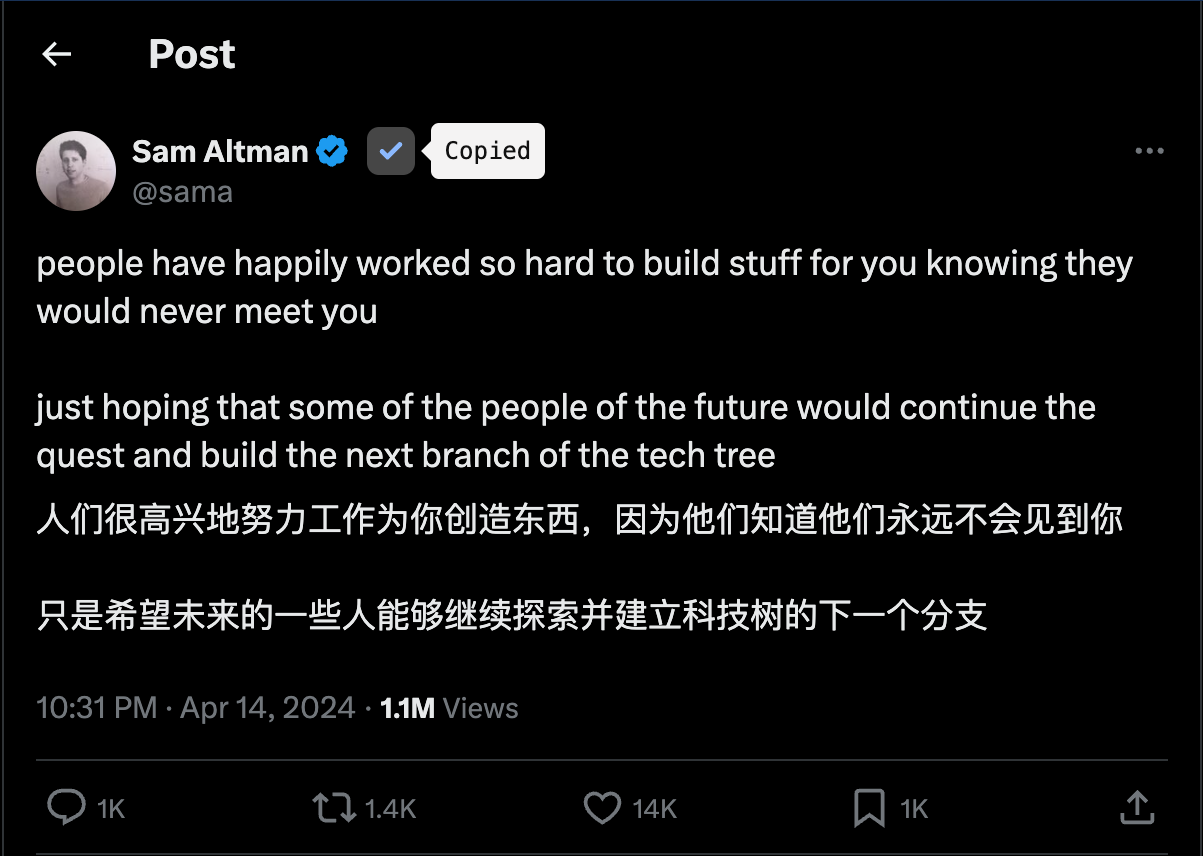 Post
Sam Altman
Copied
@sama
people have happily worked so hard to build stuff for you knowing they
would never meet you
just hoping that some of the people of the future would continue the
quest and build the next branch of the tech tree
人们很高兴地努力工作为你创造东西，因为他们知道他们永远不会见到你
只是希望未来的一些人能够继续探索并建立科技树的下一个分支
10:31 PM · Apr 14, 2024 · 1.1M Views
1K 1.4K 14K 1K